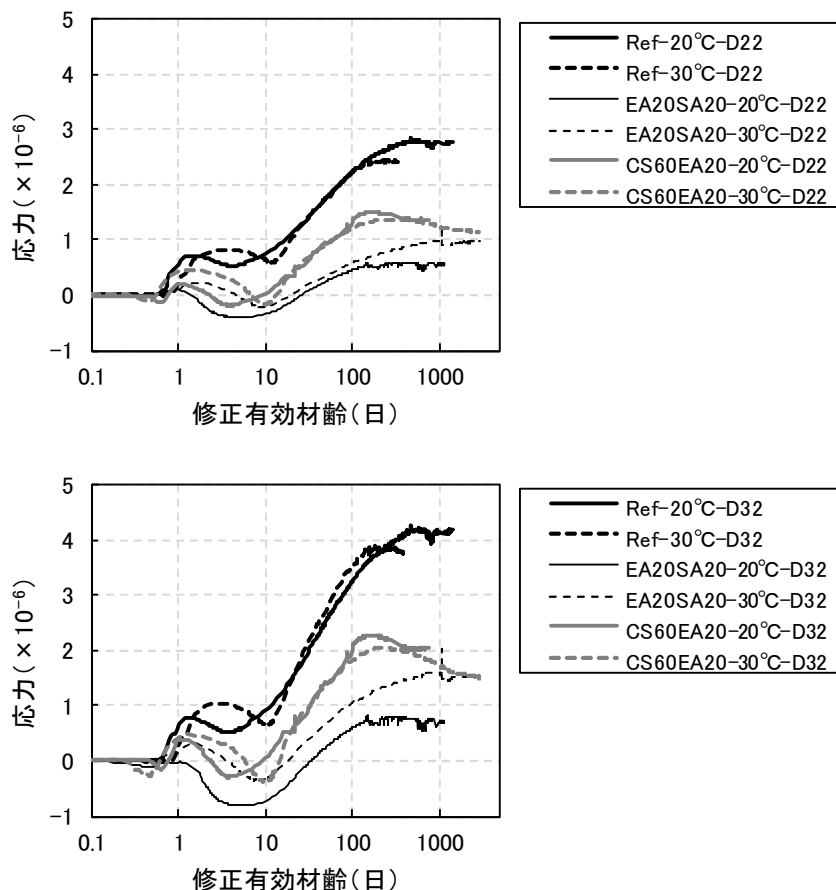 5
4
3
2
1
0
−1
応力(×10⁻⁶)
0.1 1 10 100 1000
修正有効材齢(日)
Ref-20℃-D22
Ref-30℃-D22
EA20SA20-20℃-D22
EA20SA20-30℃-D22
CS60EA20-20℃-D22
CS60EA20-30℃-D22
5
4
3
2
1
0
−1
応力(×10⁻⁶)
0.1 1 10 100 1000
修正有効材齢(日)
Ref-20℃-D32
Ref-30℃-D32
EA20SA20-20℃-D32
EA20SA20-30℃-D32
CS60EA20-20℃-D32
CS60EA20-30℃-D32